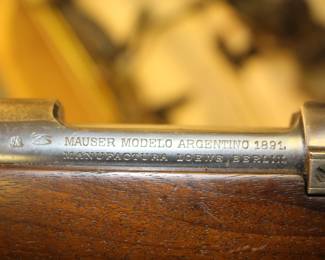 MAUSER MODELO ARGENTINO 1891.
MANUFACTURA LOEWE BERLIN.